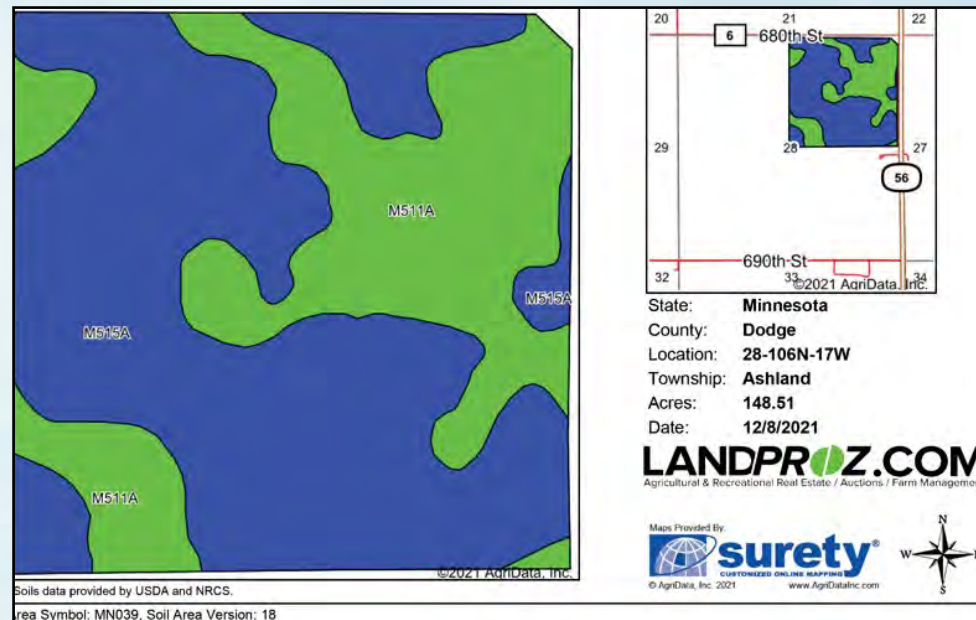 M511A
M515A
M515A
M511A
©2021 AgriData, Inc.
Soils data provided by USDA and NRCS.
Area Symbol: MN039, Soil Area Version: 18
20 21 22
6 680th St
29 28 27
56
690th St
32 33 34
©2021 AgriData, Inc.
State: Minnesota
County: Dodge
Location: 28-106N-17W
Township: Ashland
Acres: 148.51
Date: 12/8/2021
LANDPROZ.COM
Agricultural & Recreational Real Estate / Auctions / Farm Management
Maps Provided By:
surety®
CUSTOMIZED ONLINE MAPPING
© AgriData, Inc. 2021 www.AgriDataInc.com
N
W E
S